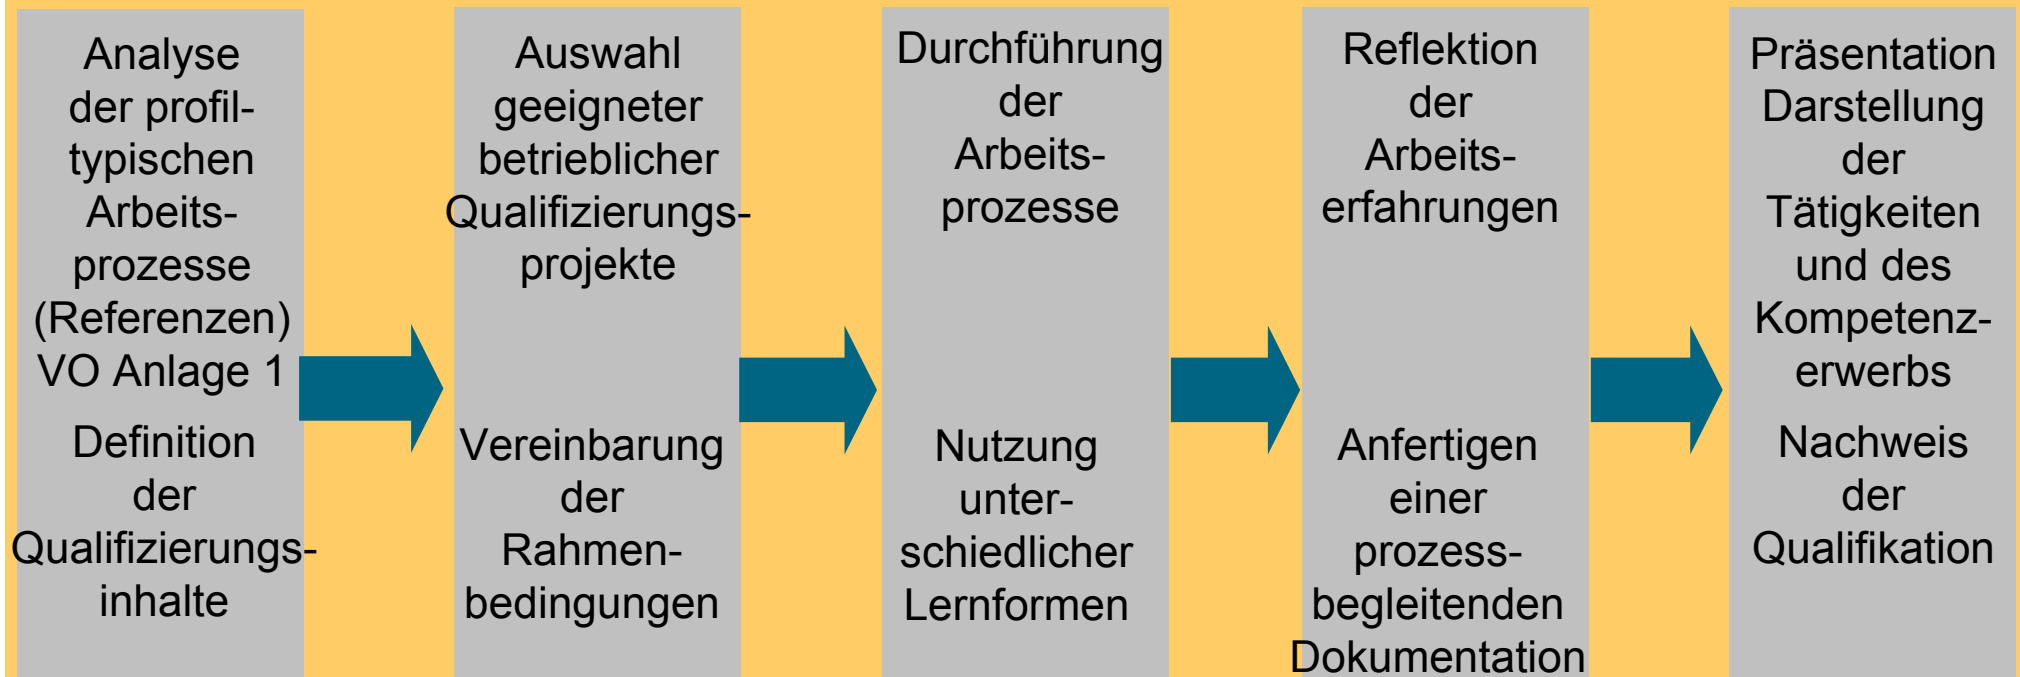 Analyse
der profil-
typischen
Arbeits-
prozesse
(Referenzen)
VO Anlage 1
Definition
der
Qualifizierungs-
inhalte
Auswahl
geeigneter
betrieblicher
Qualifizierungs-
projekte
Vereinbarung
der
Rahmen-
bedingungen
Durchführung
der
Arbeits-
prozesse
Nutzung
unter-
schiedlicher
Lernformen
Reflektion
der
Arbeits-
erfahrungen
Anfertigen
einer
prozess-
begleitenden
Dokumentation
Präsentation
Darstellung
der
Tätigkeiten
und des
Kompetenz-
erwerbs
Nachweis
der
Qualifikation